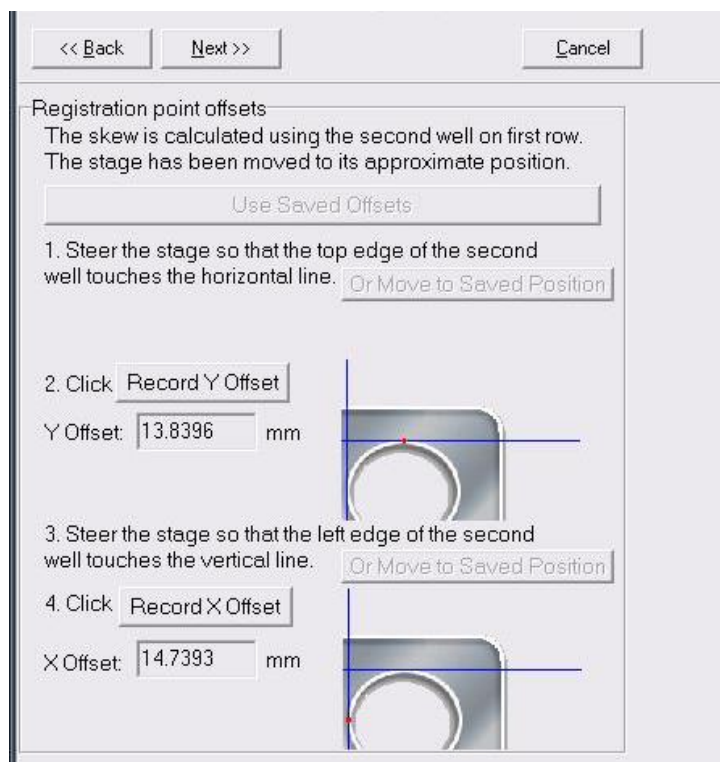 << Back Next >> Cancel
Registration point offsets
The skew is calculated using the second well on first row.
The stage has been moved to its approximate position.
Use Saved Offsets
1. Steer the stage so that the top edge of the second
well touches the horizontal line. Or Move to Saved Position
2. Click Record Y Offset
Y Offset: 13.8396 mm
3. Steer the stage so that the left edge of the second
well touches the vertical line. Or Move to Saved Position
4. Click Record X Offset
X Offset: 14.7393 mm